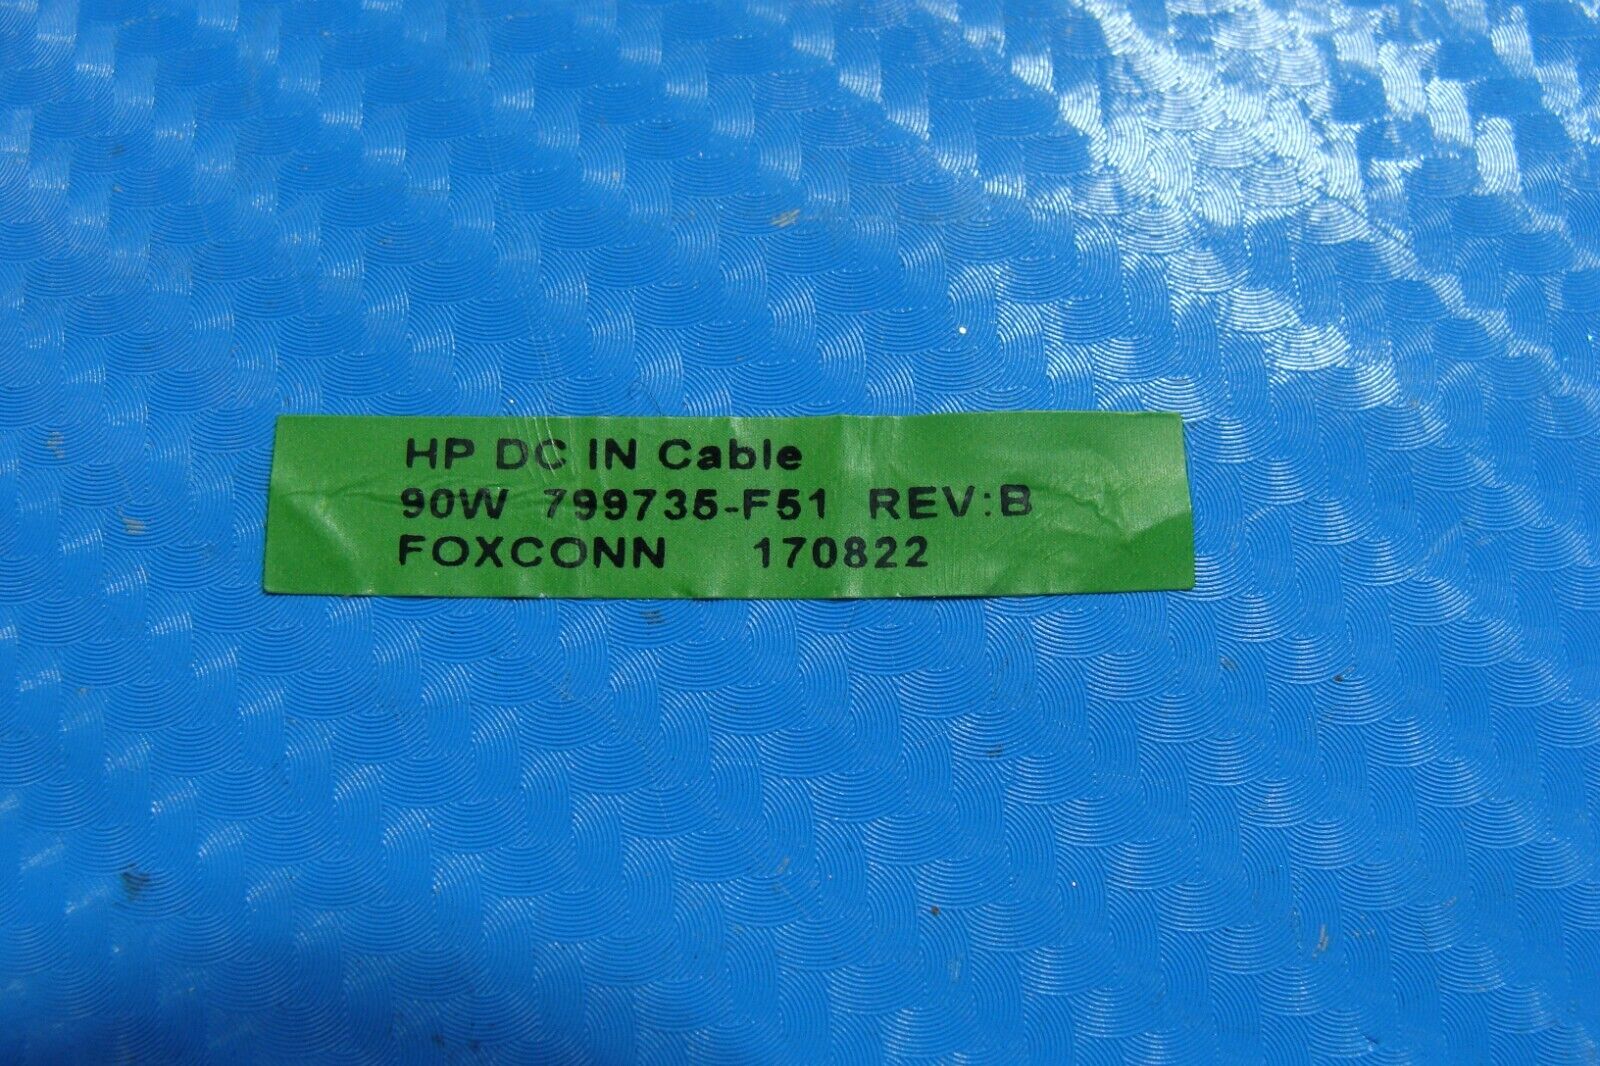 HP DC IN Cable
90W 799735-F51 REV:B
FOXCONN 170822